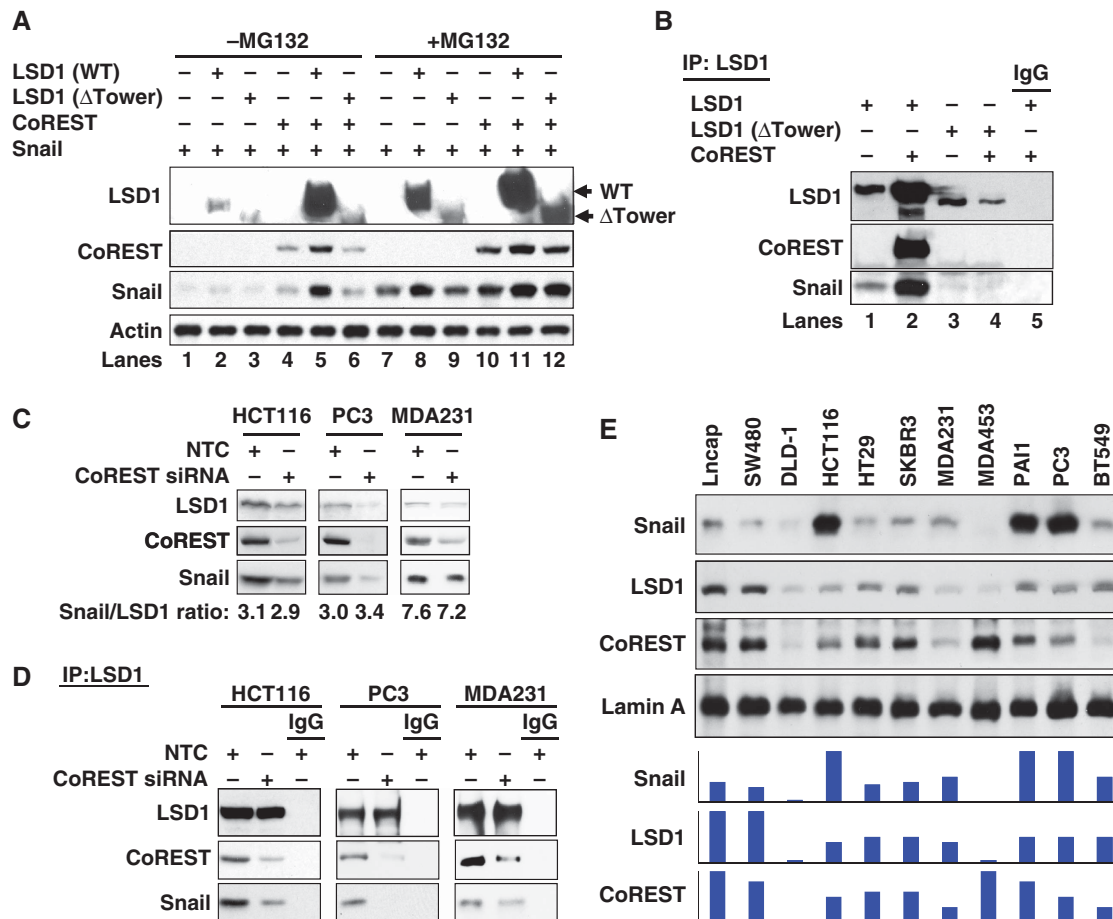 A
–MG132 +MG132
LSD1 (WT) – + – – + – – + – – + –
LSD1 (ΔTower) – – + – – + – – + – – +
CoREST – – – + + + – – – + + +
Snail + + + + + + + + + + + +
LSD1
WT
ΔTower
CoREST
Snail
Actin
Lanes 1 2 3 4 5 6 7 8 9 10 11 12
B
IP: LSD1
IgG
LSD1 + + – – +
LSD1 (ΔTower) – – + + –
CoREST – + – + +
LSD1
CoREST
Snail
Lanes 1 2 3 4 5
C
HCT116 PC3 MDA231
NTC + – + – + –
CoREST siRNA – + – + – +
LSD1
CoREST
Snail
Snail/LSD1 ratio: 3.1 2.9 3.0 3.4 7.6 7.2
D
IP:LSD1
HCT116 PC3 MDA231
IgG IgG IgG
NTC + – + + – + + – +
CoREST siRNA – + – – + – – + –
LSD1
CoREST
Snail
E
Lncap SW480 DLD-1 HCT116 HT29 SKBR3 MDA231 MDA453 PAI1 PC3 BT549
Snail
LSD1
CoREST
Lamin A
Snail
LSD1
CoREST